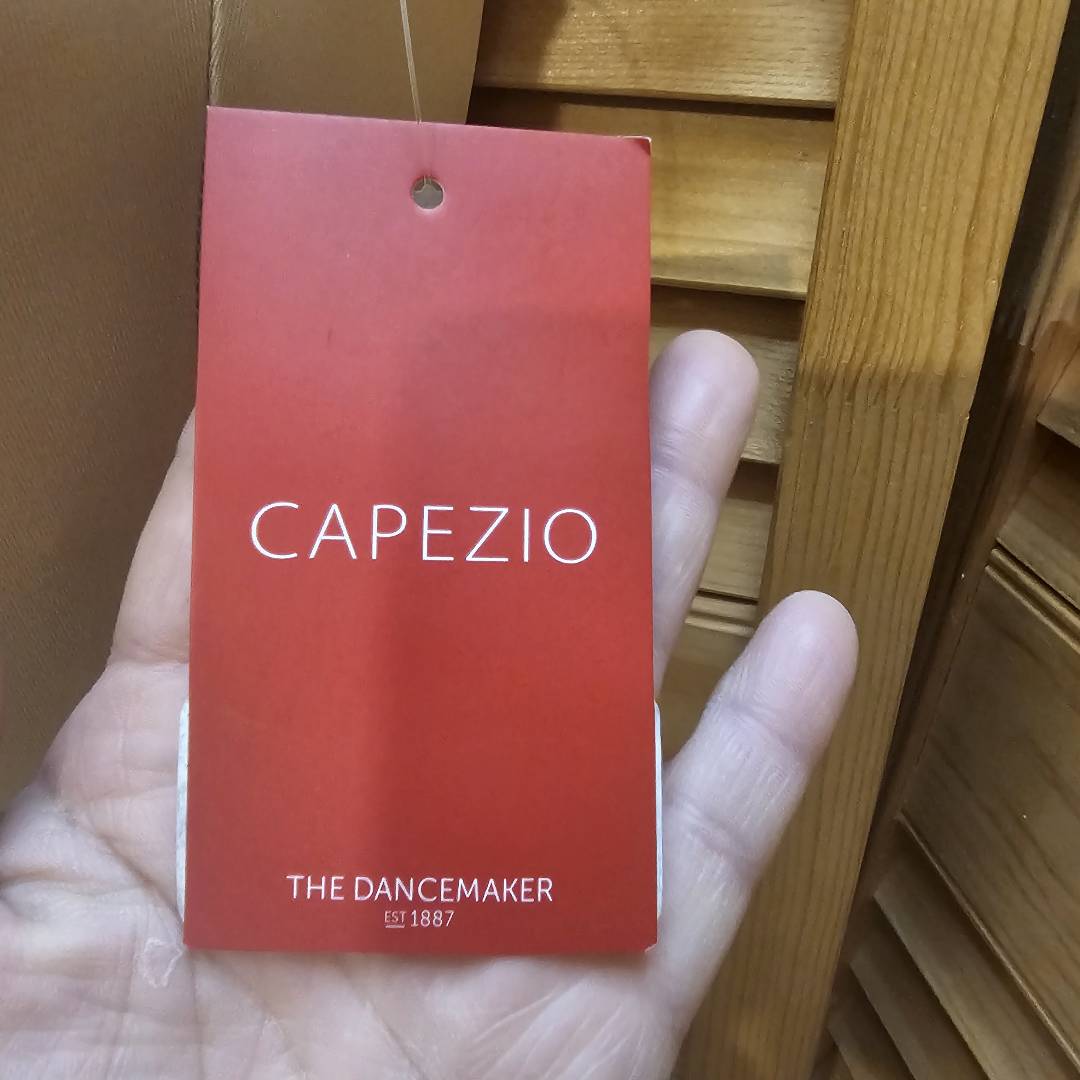 CAPEZIO
THE DANCEMAKER
EST 1887